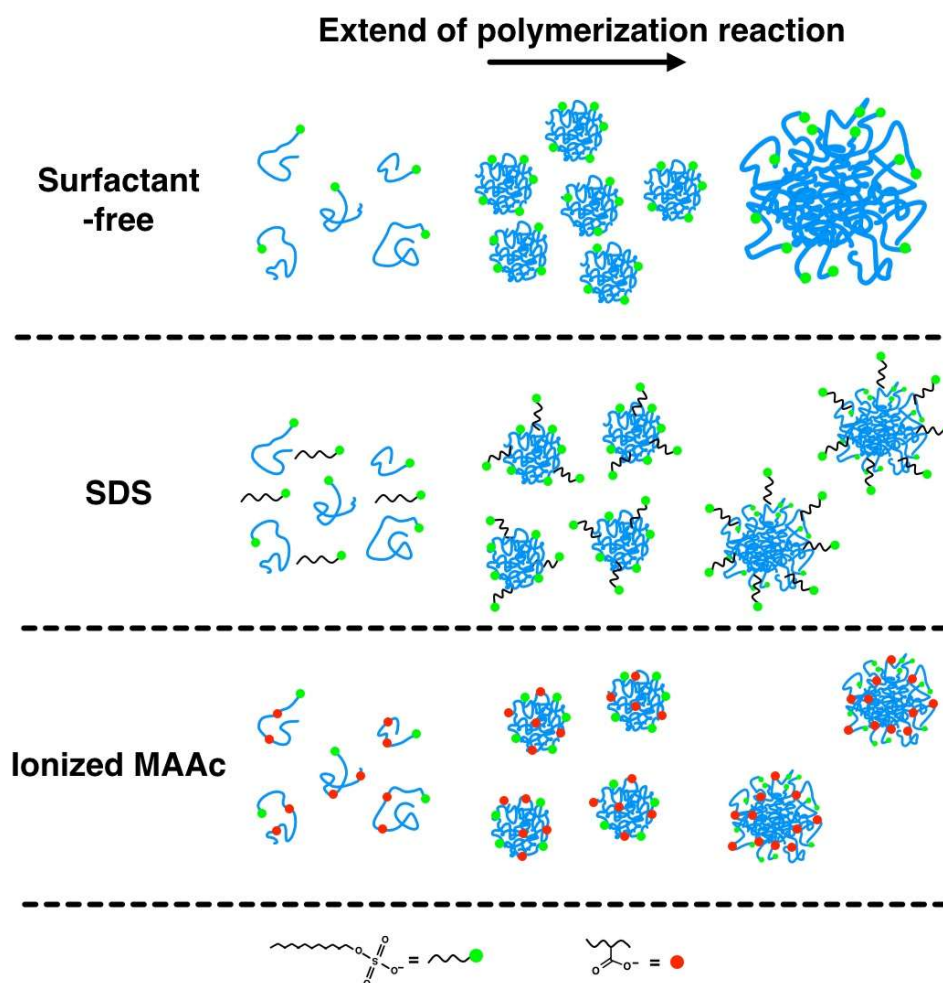 Extend of polymerization reaction
Surfactant
-free
SDS
Ionized MAAc
O
O
S
O⁻
O
=
O
O⁻
=